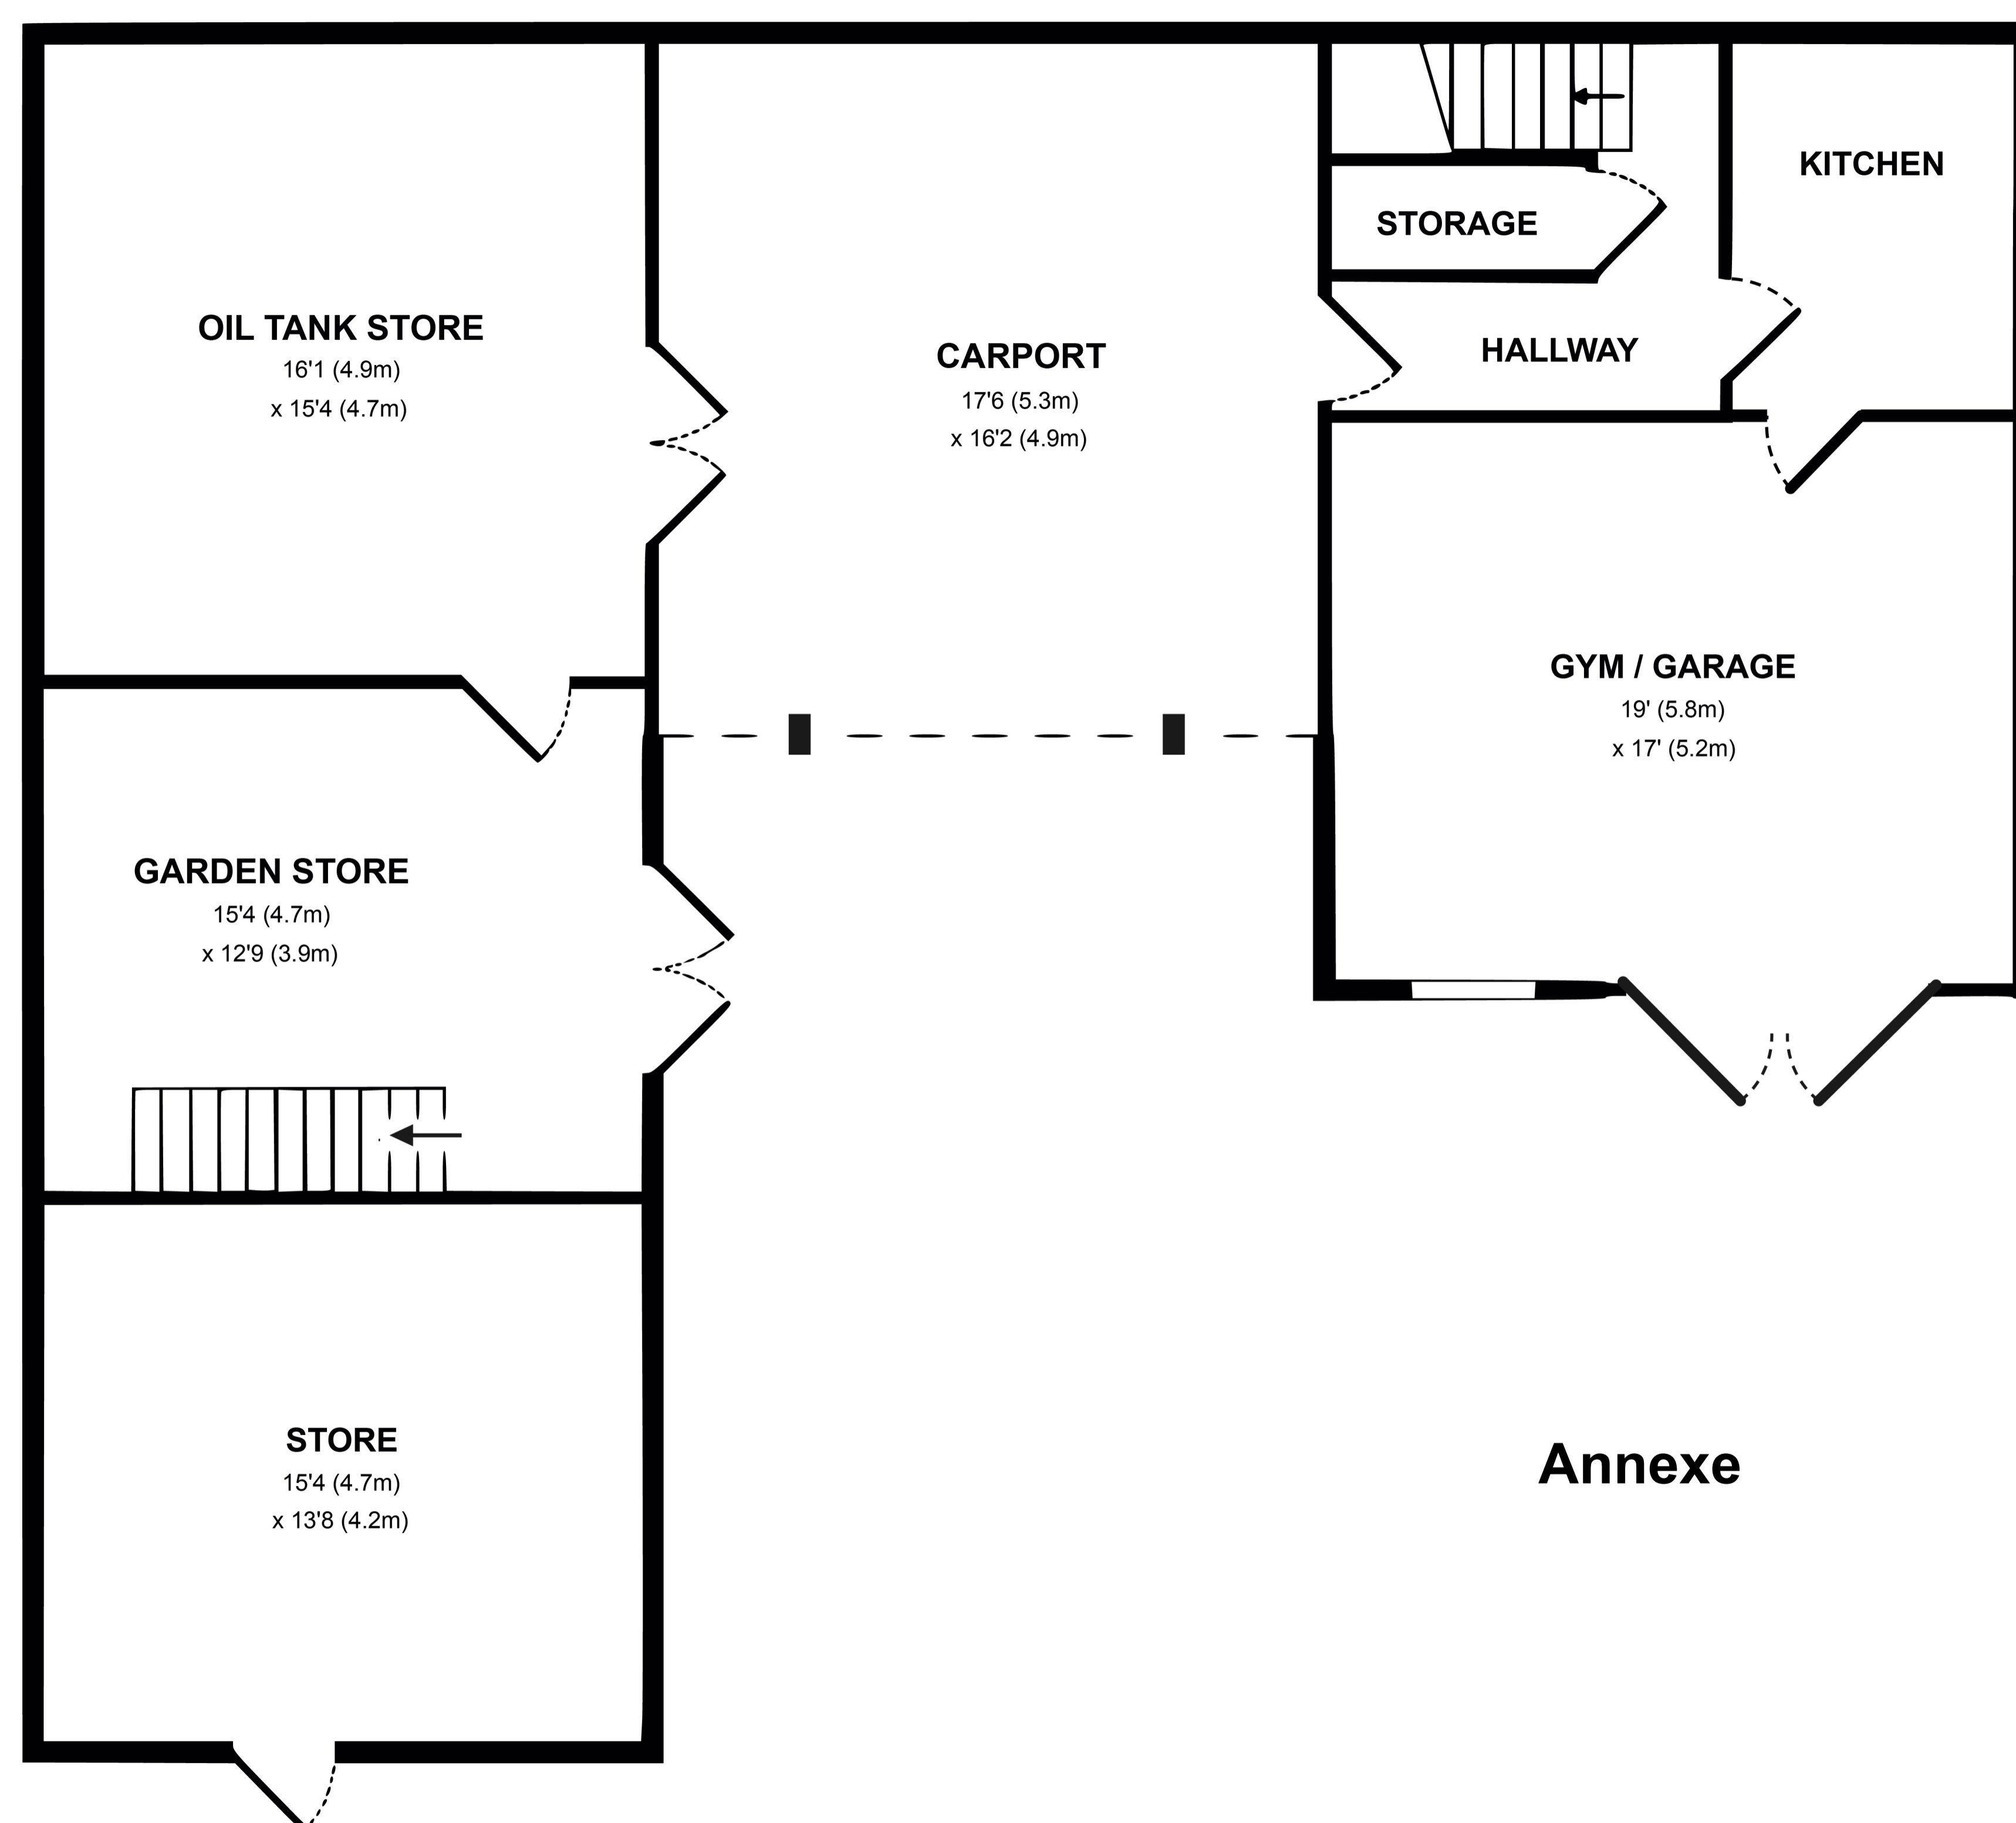 OIL TANK STORE
16'1 (4.9m)
x 15'4 (4.7m)
CARPORT
17'6 (5.3m)
x 16'2 (4.9m)
STORAGE
HALLWAY
KITCHEN
GYM / GARAGE
19' (5.8m)
x 17' (5.2m)
GARDEN STORE
15'4 (4.7m)
x 12'9 (3.9m)
STORE
15'4 (4.7m)
x 13'8 (4.2m)
Annexe